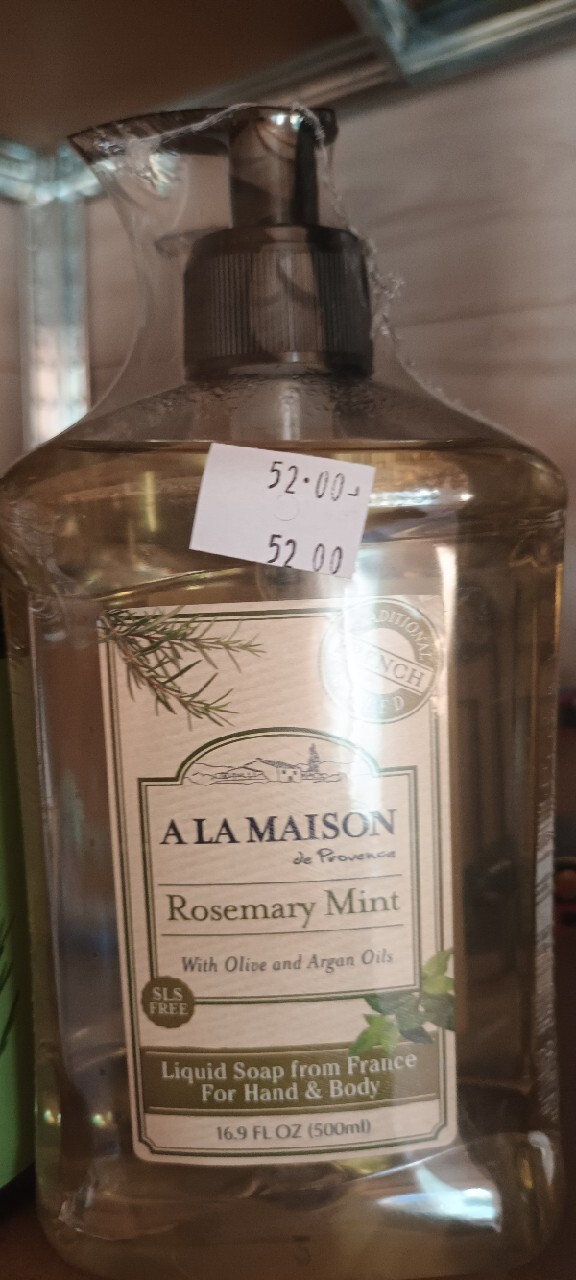 52.00
52 00
FRENCH
A LA MAISON
de Provence
Rosemary Mint
With Olive and Argan Oils
SLS
FREE
Liquid Soap from France
For Hand & Body
16.9 FL OZ (500ml)
3